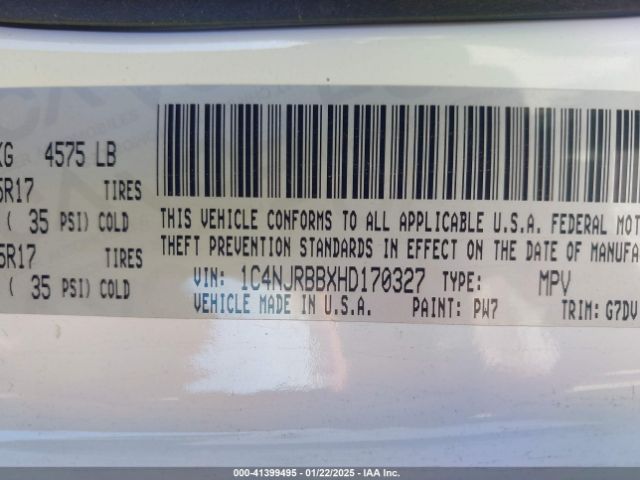 KG 4575 LB
5R17 TIRES
( 35 PSI) COLD
5R17 TIRES
( 35 PSI) COLD
THIS VEHICLE CONFORMS TO ALL APPLICABLE U.S.A. FEDERAL MOT
THEFT PREVENTION STANDARDS IN EFFECT ON THE DATE OF MANUFA
VIN: 1C4NJRBBXHD170327 TYPE: MPV
VEHICLE MADE IN U.S.A. PAINT: PW7 TRIM: G7DV
000-41399495 - 01/22/2025 - IAA Inc.